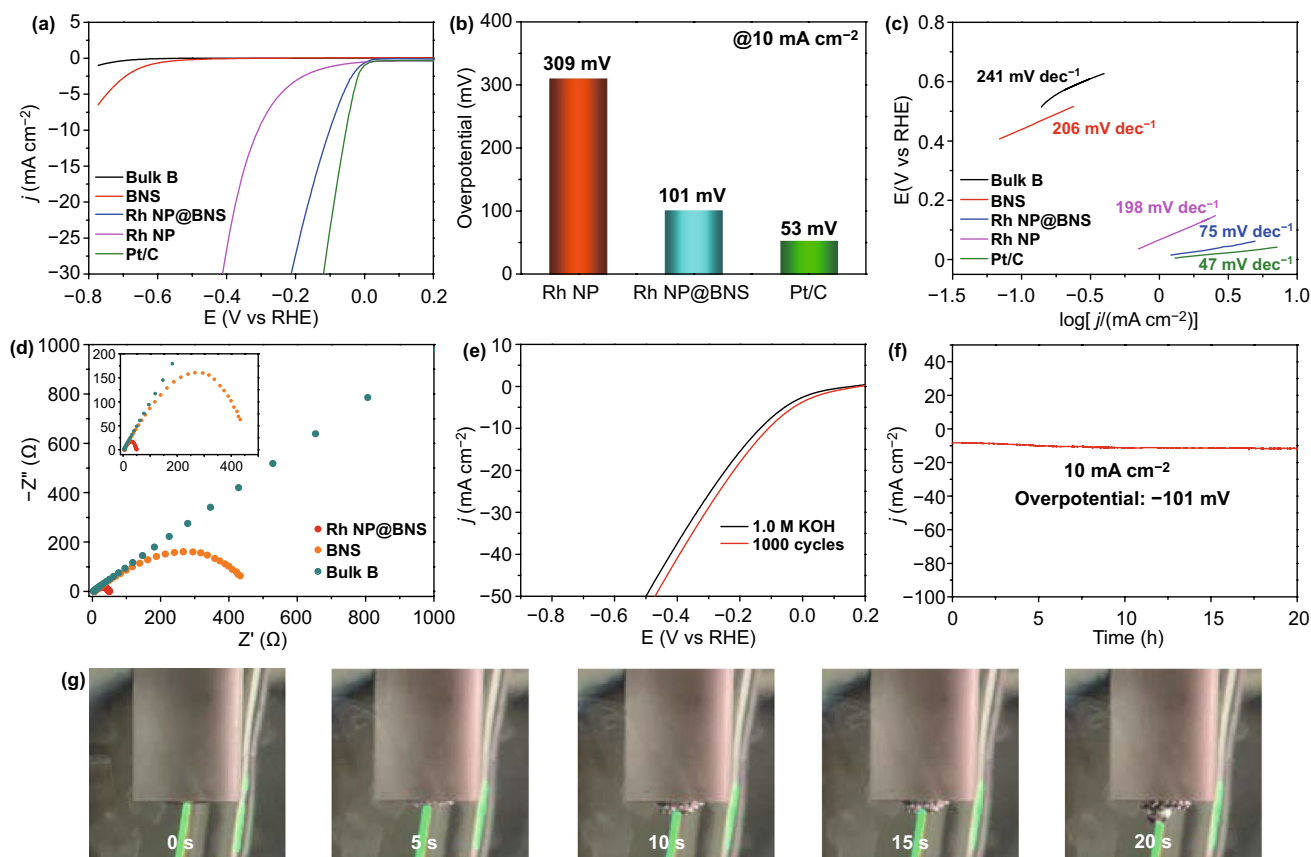 (a)
5
0
−5
−10
−15
−20
−25
−30
j (mA cm−2)
Bulk B
BNS
Rh NP@BNS
Rh NP
Pt/C
−0.8 −0.6 −0.4 −0.2 0.0 0.2
E (V vs RHE)
(b)
400
300
200
100
0
Overpotential (mV)
@10 mA cm−2
309 mV
101 mV
53 mV
Rh NP Rh NP@BNS Pt/C
(c)
0.8
0.6
0.4
0.2
0
E(V vs RHE)
241 mV dec−1
206 mV dec−1
198 mV dec−1
75 mV dec−1
47 mV dec−1
Bulk B
BNS
Rh NP@BNS
Rh NP
Pt/C
−1.5 −1.0 −0.5 0 0.5 1.0
log[ j/(mA cm−2)]
(d)
1000
800
600
400
200
0
−Z'' (Ω)
200
150
100
50
0
0 200 400
Rh NP@BNS
BNS
Bulk B
0 200 400 600 800 1000
Z' (Ω)
(e)
10
0
−10
−20
−30
−40
−50
j (mA cm−2)
1.0 M KOH
1000 cycles
−0.8 −0.6 −0.4 −0.2 0.0 0.2
E (V vs RHE)
(f)
40
20
0
−20
−40
−60
−80
−100
j (mA cm−2)
10 mA cm−2
Overpotential: −101 mV
0 5 10 15 20
Time (h)
(g)
0 s 5 s 10 s 15 s 20 s